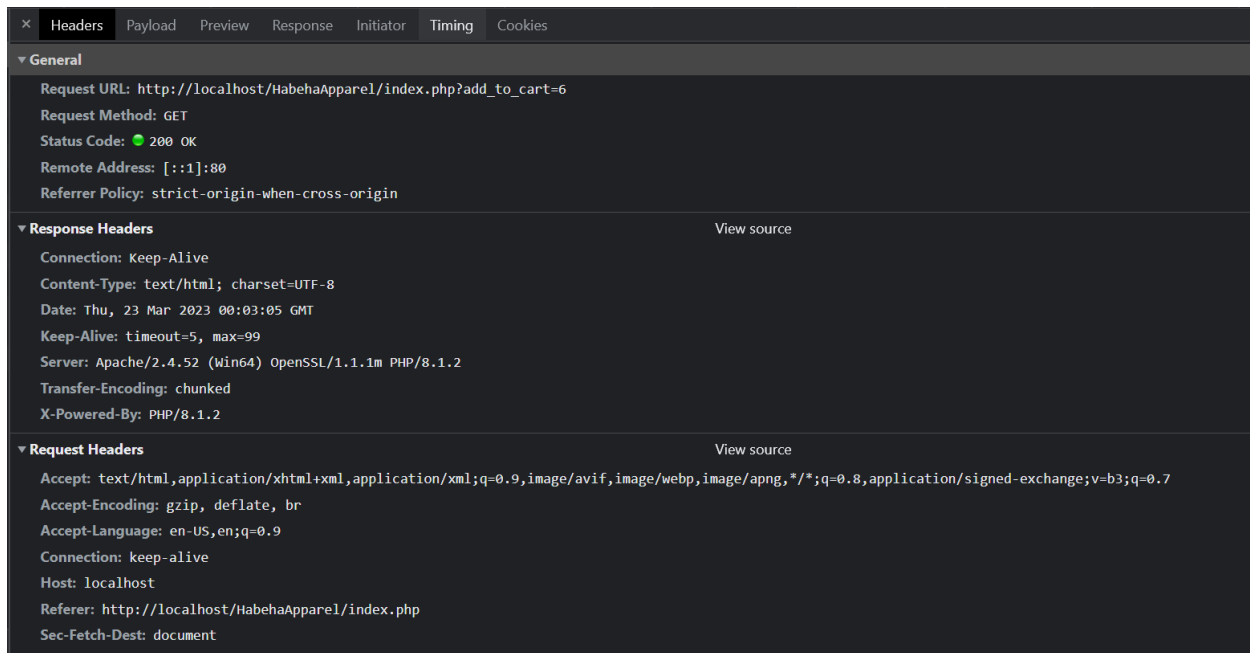 × Headers Payload Preview Response Initiator Timing Cookies
▼ General
Request URL: http://localhost/HabehaApparel/index.php?add_to_cart=6
Request Method: GET
Status Code: 200 OK
Remote Address: [::1]:80
Referrer Policy: strict-origin-when-cross-origin
▼ Response Headers View source
Connection: Keep-Alive
Content-Type: text/html; charset=UTF-8
Date: Thu, 23 Mar 2023 00:03:05 GMT
Keep-Alive: timeout=5, max=99
Server: Apache/2.4.52 (Win64) OpenSSL/1.1.1m PHP/8.1.2
Transfer-Encoding: chunked
X-Powered-By: PHP/8.1.2
▼ Request Headers View source
Accept: text/html,application/xhtml+xml,application/xml;q=0.9,image/avif,image/webp,image/apng,*/*;q=0.8,application/signed-exchange;v=b3;q=0.7
Accept-Encoding: gzip, deflate, br
Accept-Language: en-US,en;q=0.9
Connection: keep-alive
Host: localhost
Referer: http://localhost/HabehaApparel/index.php
Sec-Fetch-Dest: document